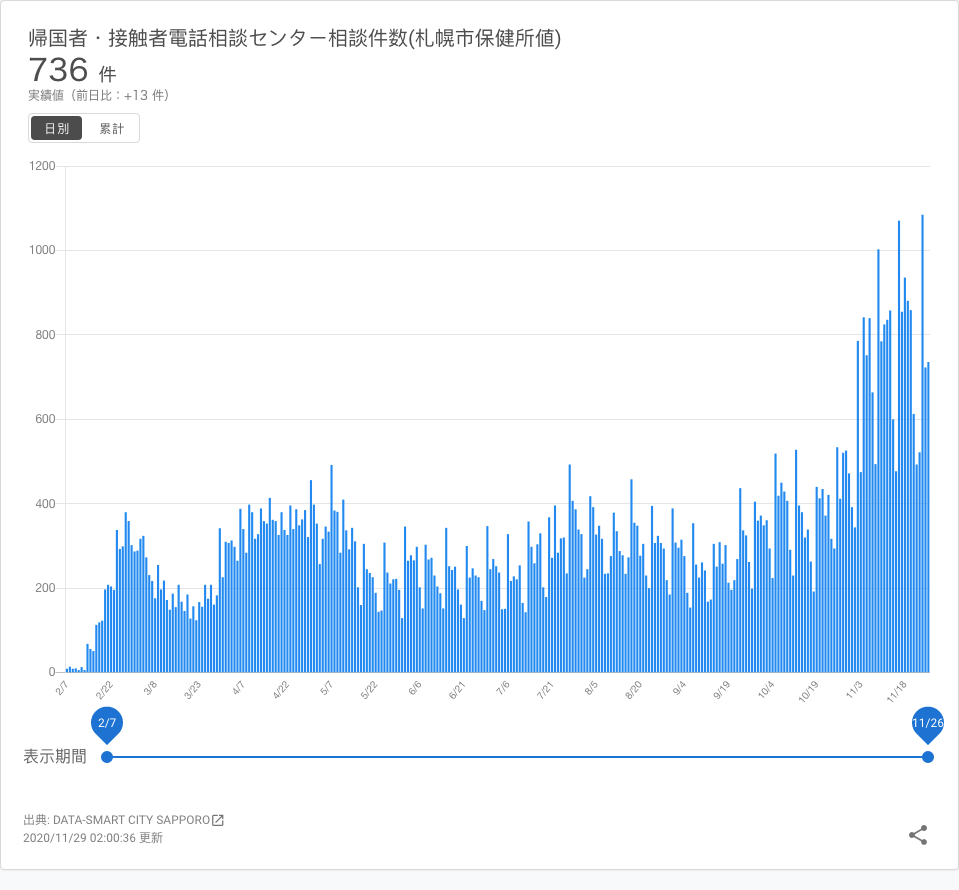 帰国者・接触者電話相談センター相談件数(札幌市保健所値)
736 件
実績値（前日比：+13 件）
日別 累計
1200
1000
800
600
400
200
0
2/7 2/22 3/8 3/23 4/7 4/22 5/7 5/22 6/6 6/21 7/6 7/21 8/5 8/20 9/4 9/19 10/4 10/19 11/3 11/18
2/7 11/26
表示期間
出典: DATA-SMART CITY SAPPORO
2020/11/29 02:00:36 更新